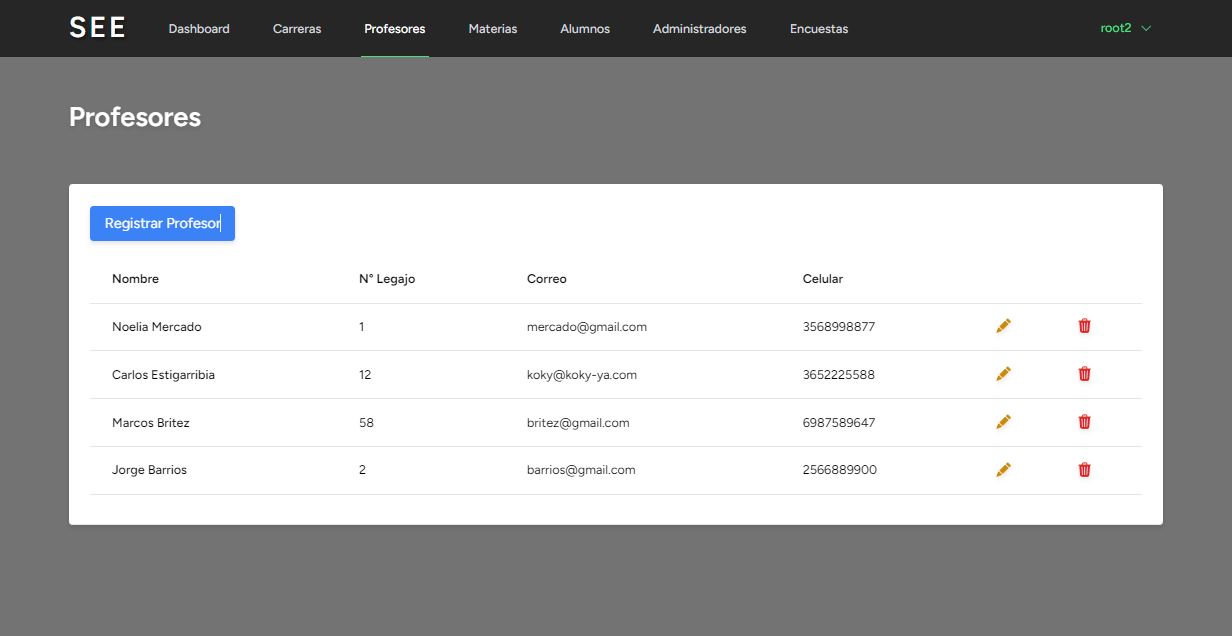 SEE Dashboard Carreras Profesores Materias Alumnos Administradores Encuestas root2
Profesores
Registrar Profesor
Nombre N° Legajo Correo Celular
Noelia Mercado 1 mercado@gmail.com 3568998877
Carlos Estigarribia 12 koky@koky-ya.com 3652225588
Marcos Britez 58 britez@gmail.com 6987589647
Jorge Barrios 2 barrios@gmail.com 2566889900